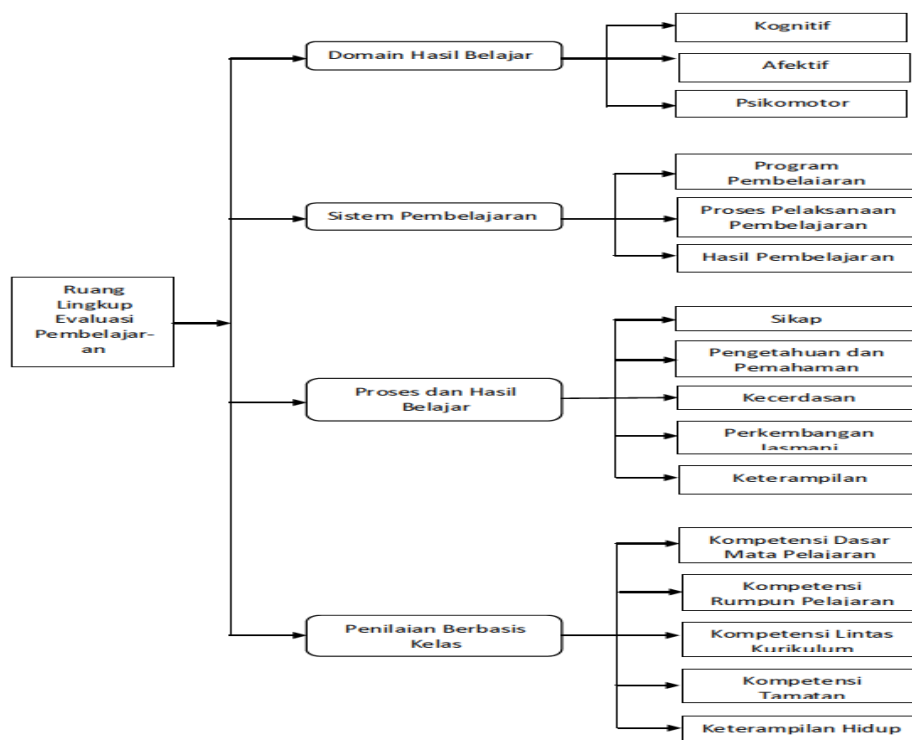 Ruang
Lingkup
Evaluasi
Pembelajar-
an
Domain Hasil Belajar
Kognitif
Afektif
Psikomotor
Sistem Pembelajaran
Program
Pembelajaran
Proses Pelaksanaan
Pembelajaran
Hasil Pembelajaran
Proses dan Hasil
Belajar
Sikap
Pengetahuan dan
Pemahaman
Kecerdasan
Perkembangan
Jasmani
Keterampilan
Penilaian Berbasis
Kelas
Kompetensi Dasar
Mata Pelajaran
Kompetensi
Rumpun Pelajaran
Kompetensi Lintas
Kurikulum
Kompetensi
Tamatan
Keterampilan Hidup